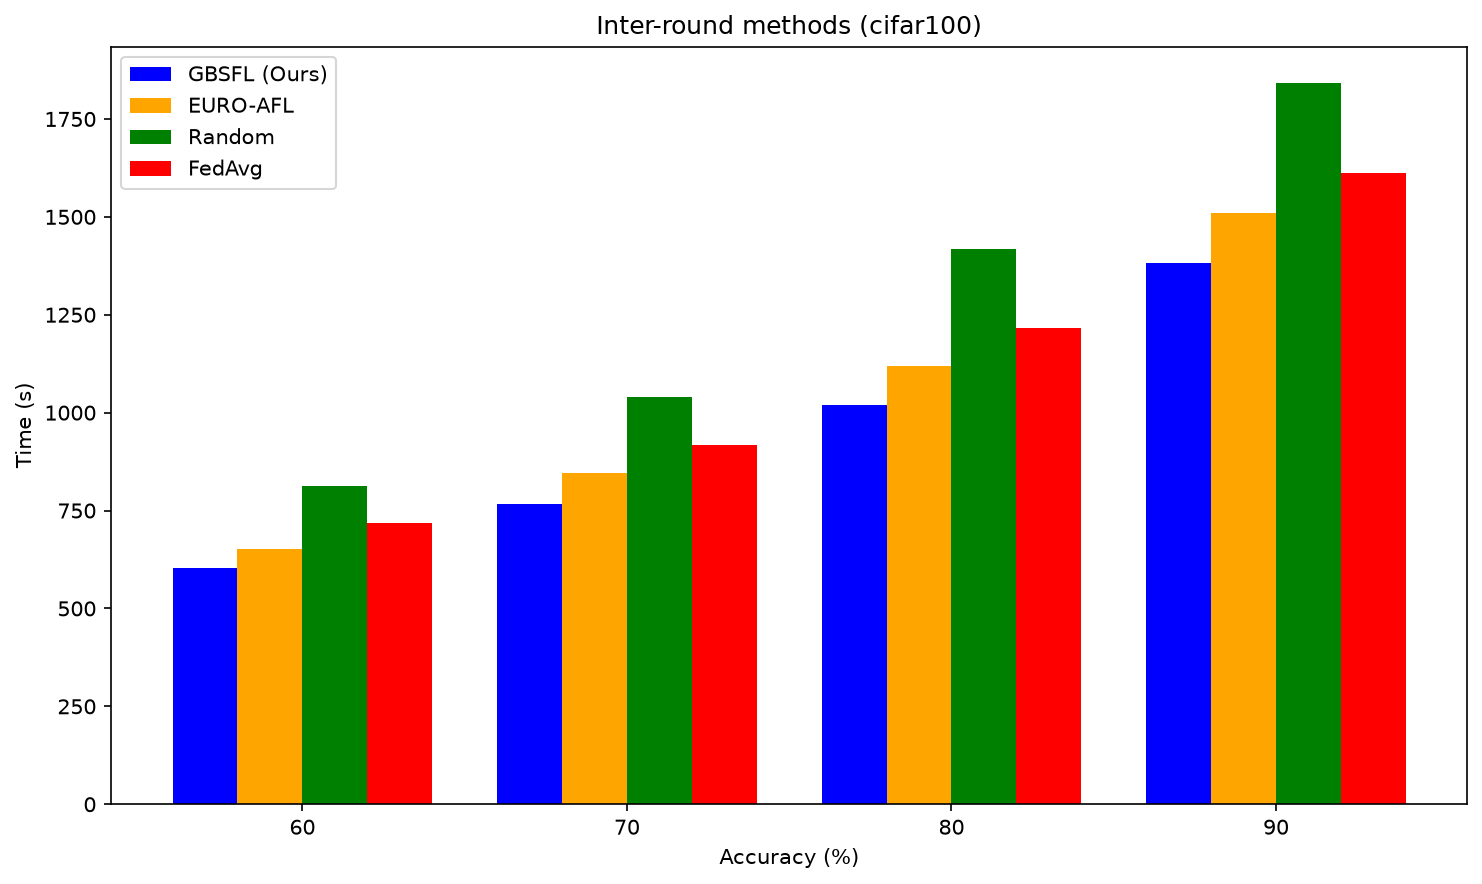 Inter-round methods (cifar100)
GBSFL (Ours)
EURO-AFL
Random
FedAvg
Time (s)
1750
1500
1250
1000
750
500
250
0
60 70 80 90
Accuracy (%)